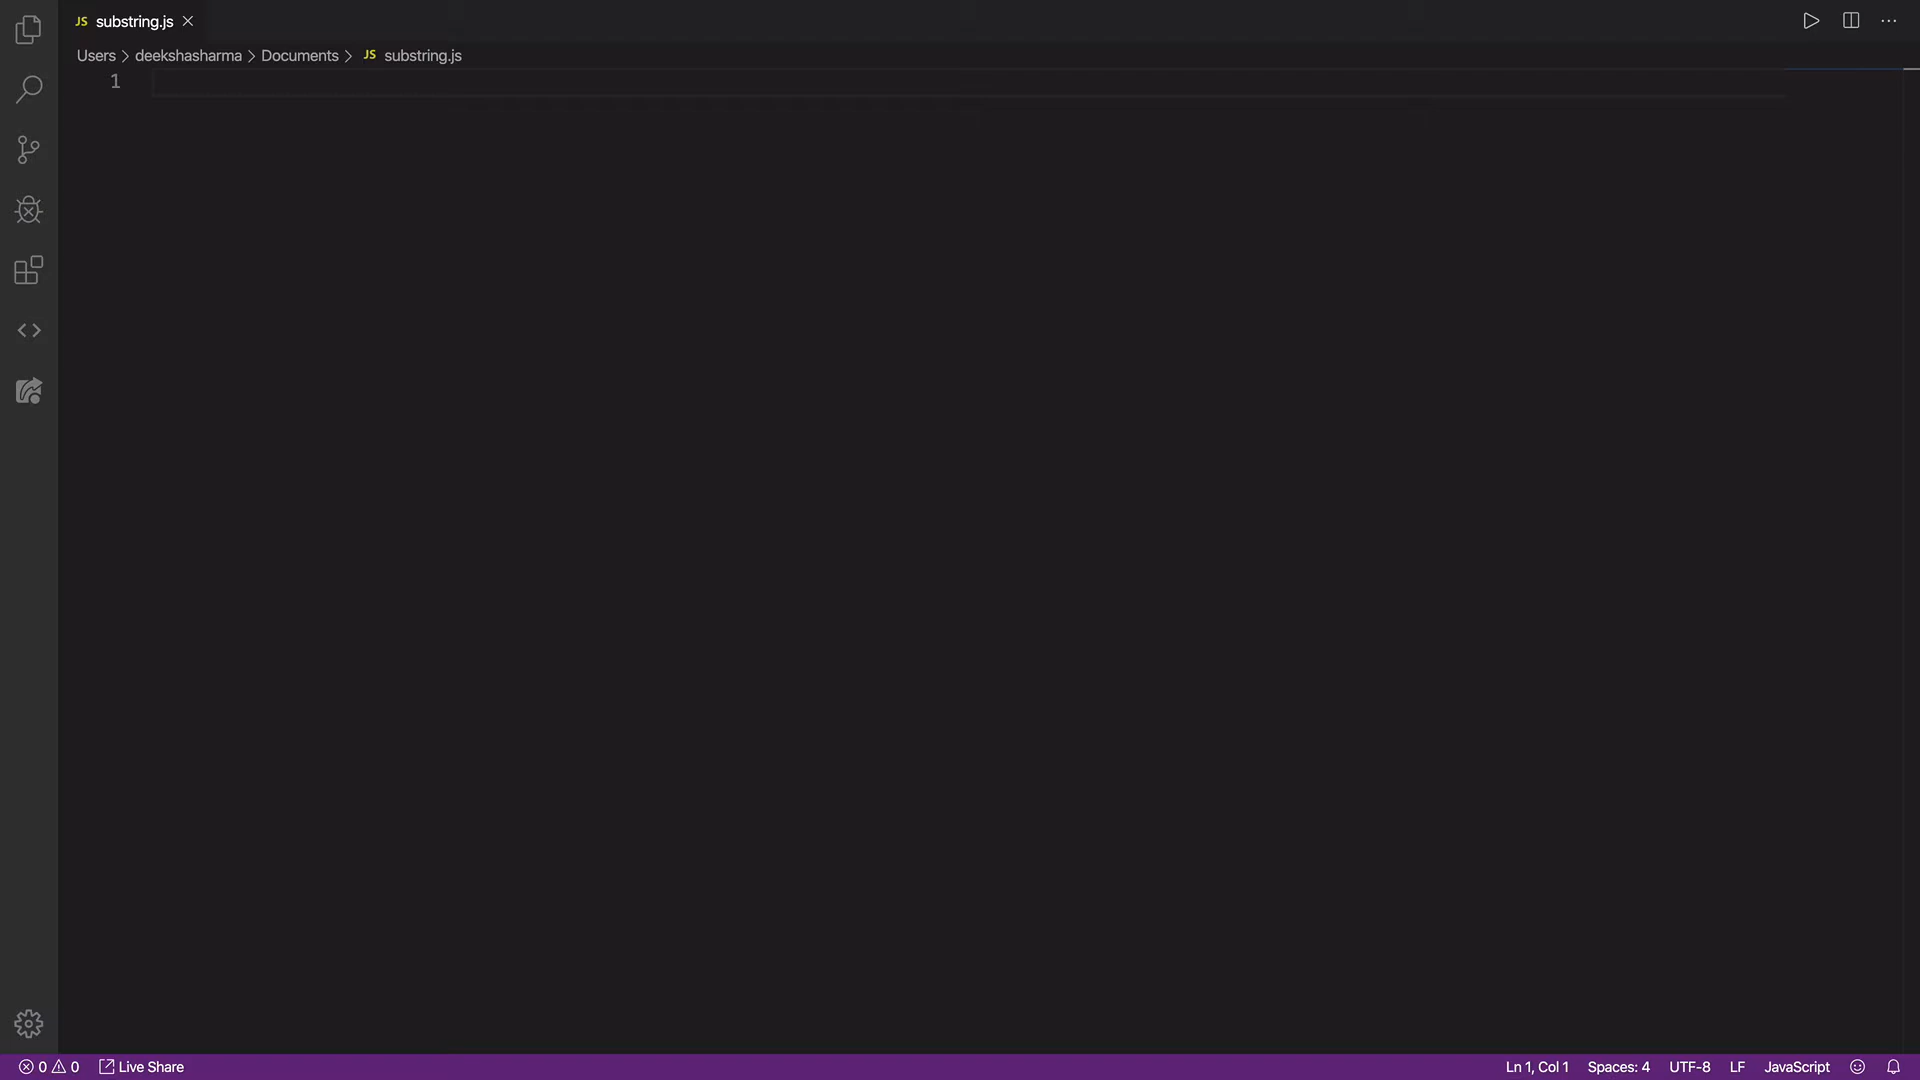 JS substring.js
Users > deekshasharma > Documents > JS substring.js
1
0 0 Live Share Ln 1, Col 1 Spaces: 4 UTF-8 LF JavaScript